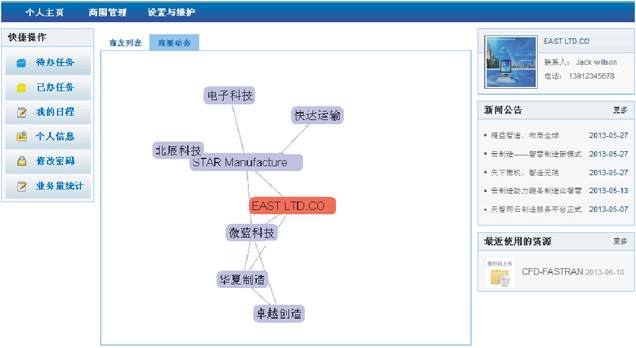 个人主页 商圈管理 设置与维护
快捷操作
待办任务
已办任务
我的日程
个人信息
修改密码
业务量统计
商友列表 商圈动态
电子科技
快达运输
北辰科技
STAR Manufacture
EAST LTD.CO
微蓝科技
华夏制造
卓越创造
EAST LTD.CO
联系人: Jack willson
电话: 13912345678
新闻公告 更多
精益智造，布局全球 2013-05-27
云制造——智慧制造新模式 2013-05-27
天下商机，智造无限 2013-05-27
云制造助力装备制造业智慧 2013-05-13
天智网云制造服务平台正式 2013-05-07
最近使用的资源 更多
CFD-FASTRAN 2013-06-10